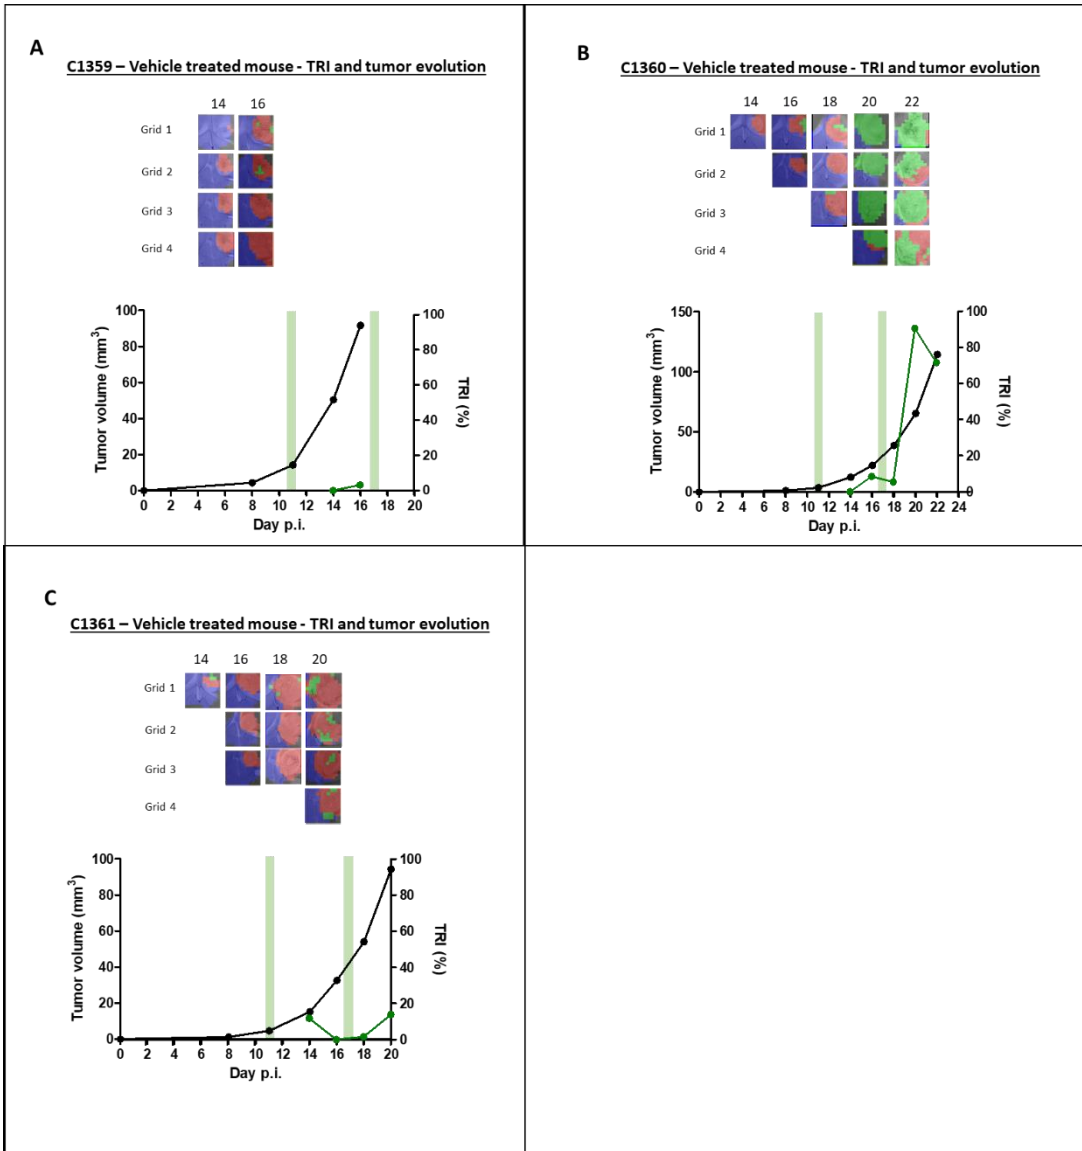 A
C1359 – Vehicle treated mouse - TRI and tumor evolution
14 16
Grid 1
Grid 2
Grid 3
Grid 4
Tumor volume (mm³)
100
80
60
40
20
0
0 2 4 6 8 10 12 14 16 18 20
Day p.i.
100
80
60
40
20
0
TRI (%)
B
C1360 – Vehicle treated mouse - TRI and tumor evolution
14 16 18 20 22
Grid 1
Grid 2
Grid 3
Grid 4
Tumor volume (mm³)
150
100
50
0
0 2 4 6 8 10 12 14 16 18 20 22 24
Day p.i.
100
80
60
40
20
0
TRI (%)
C
C1361 – Vehicle treated mouse - TRI and tumor evolution
14 16 18 20
Grid 1
Grid 2
Grid 3
Grid 4
Tumor volume (mm³)
100
80
60
40
20
0
0 2 4 6 8 10 12 14 16 18 20
Day p.i.
100
80
60
40
20
0
TRI (%)